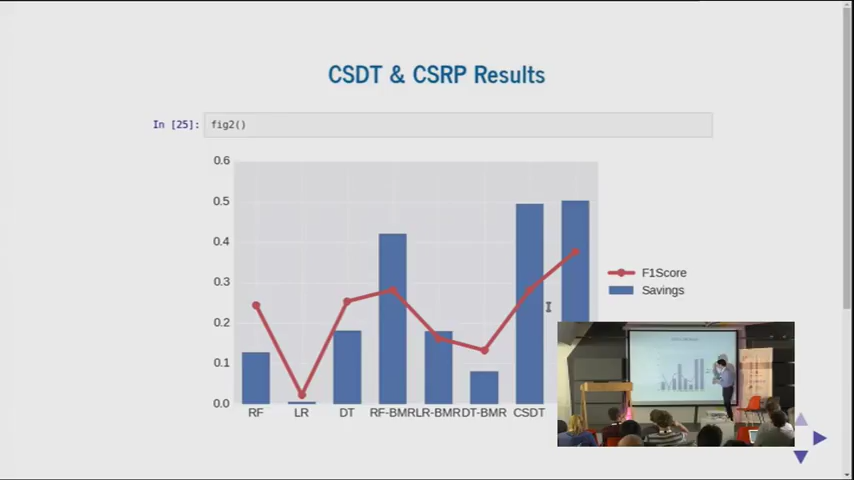 CSDT & CSRP Results
In [25]: fig2()
0.6
0.5
0.4
0.3
0.2
0.1
0.0
F1Score
Savings
RF LR DT RF-BMR LR-BMR DT-BMR CSDT